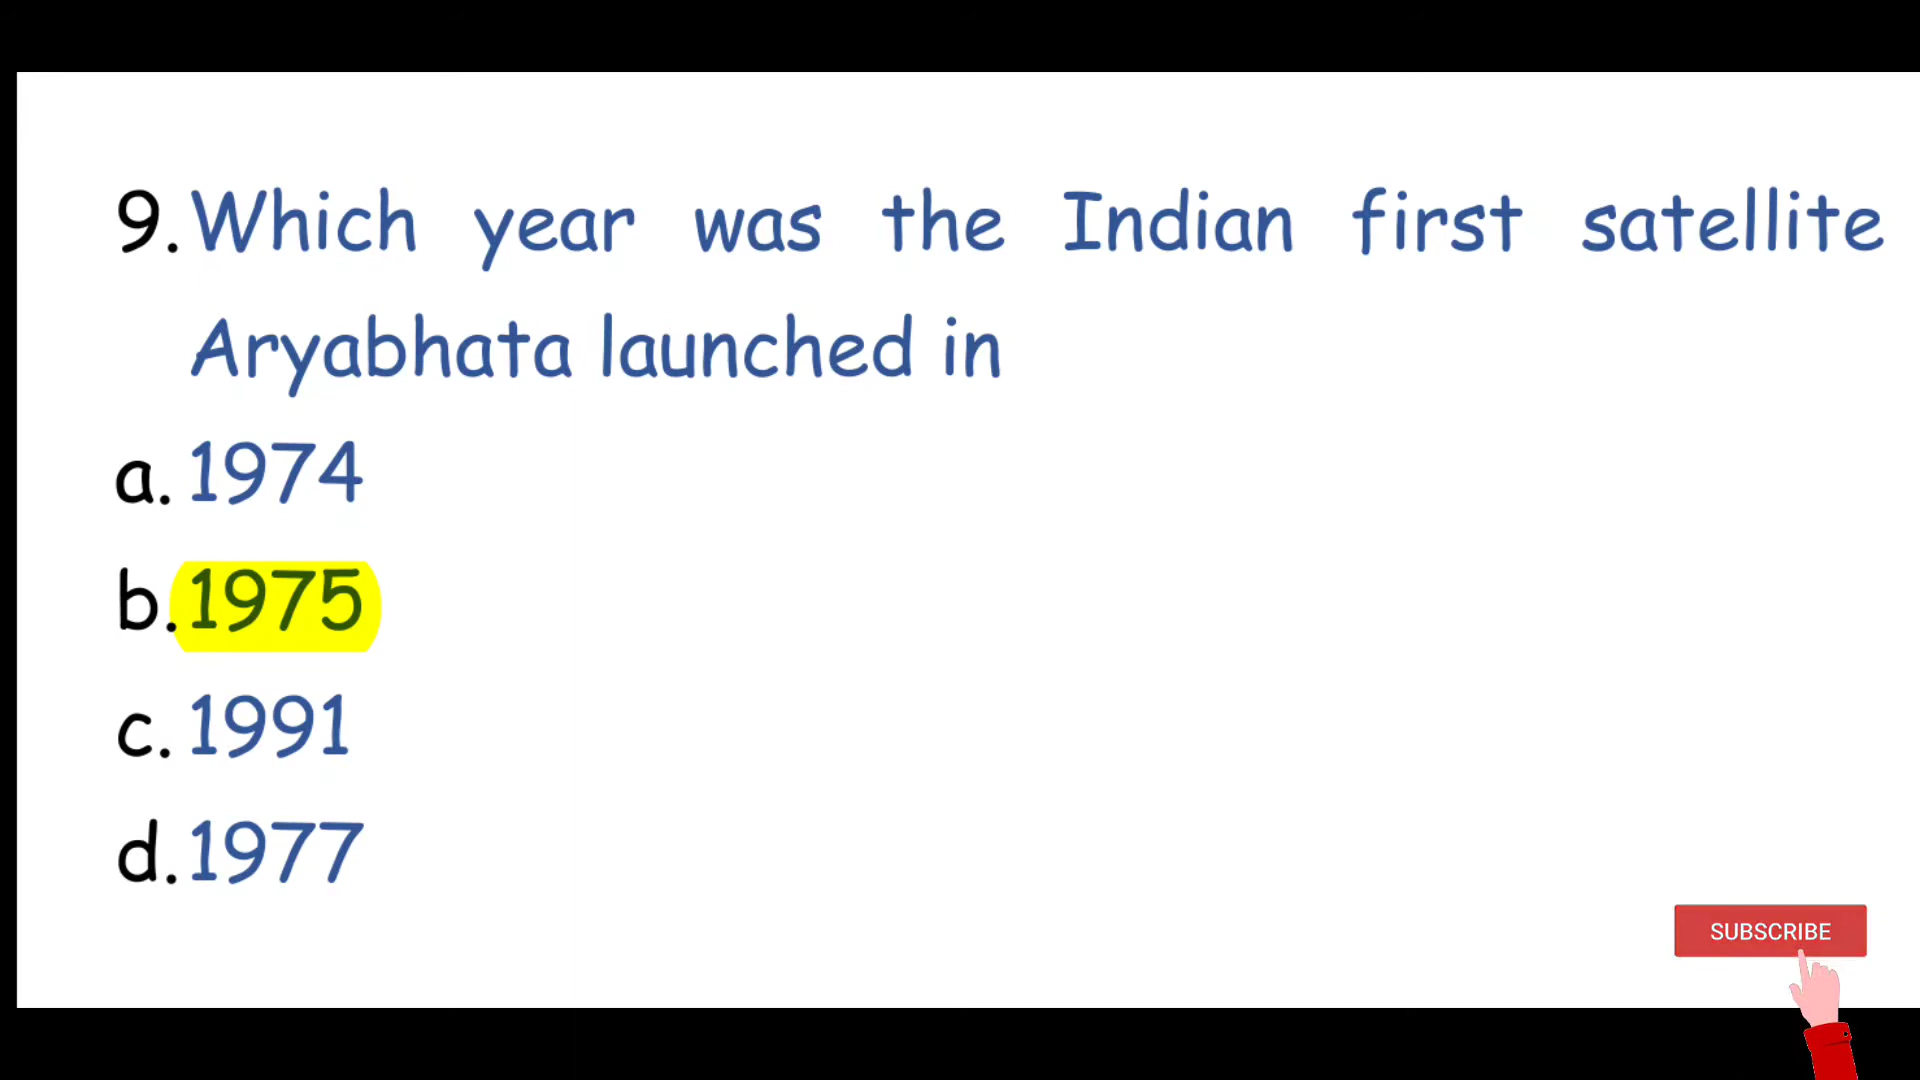 9. Which year was the Indian first satellite
Aryabhata launched in
a. 1974
b. 1975
c. 1991
d. 1977
SUBSCRIBE